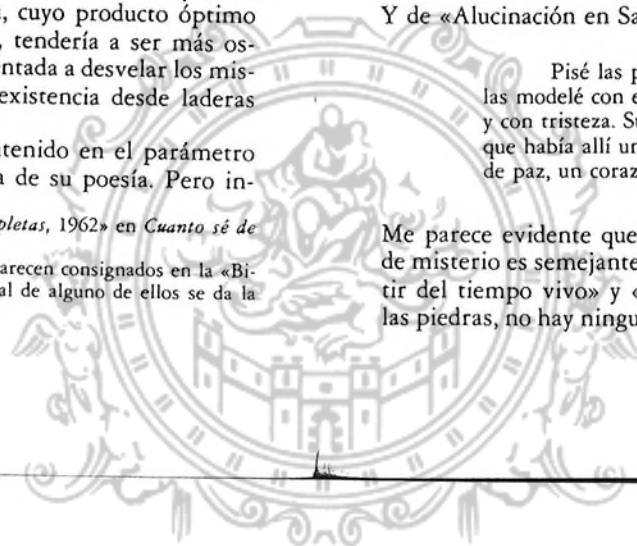 , cuyo producto óptimo
, tendería a ser más os-
entada a desvelar los mis-
existencia desde laderas
tenido en el parámetro
a de su poesía. Pero in-
pletas, 1962» en Cuanto sé de
arecen consignados en la «Bi-
al de alguno de ellos se da la
Y de «Alucinación en Sa
Pisé las p
las modelé con e
y con tristeza. Su
que había allí un
de paz, un coraz
Me parece evidente que
de misterio es semejante
tir del tiempo vivo» y «
las piedras, no hay ningu